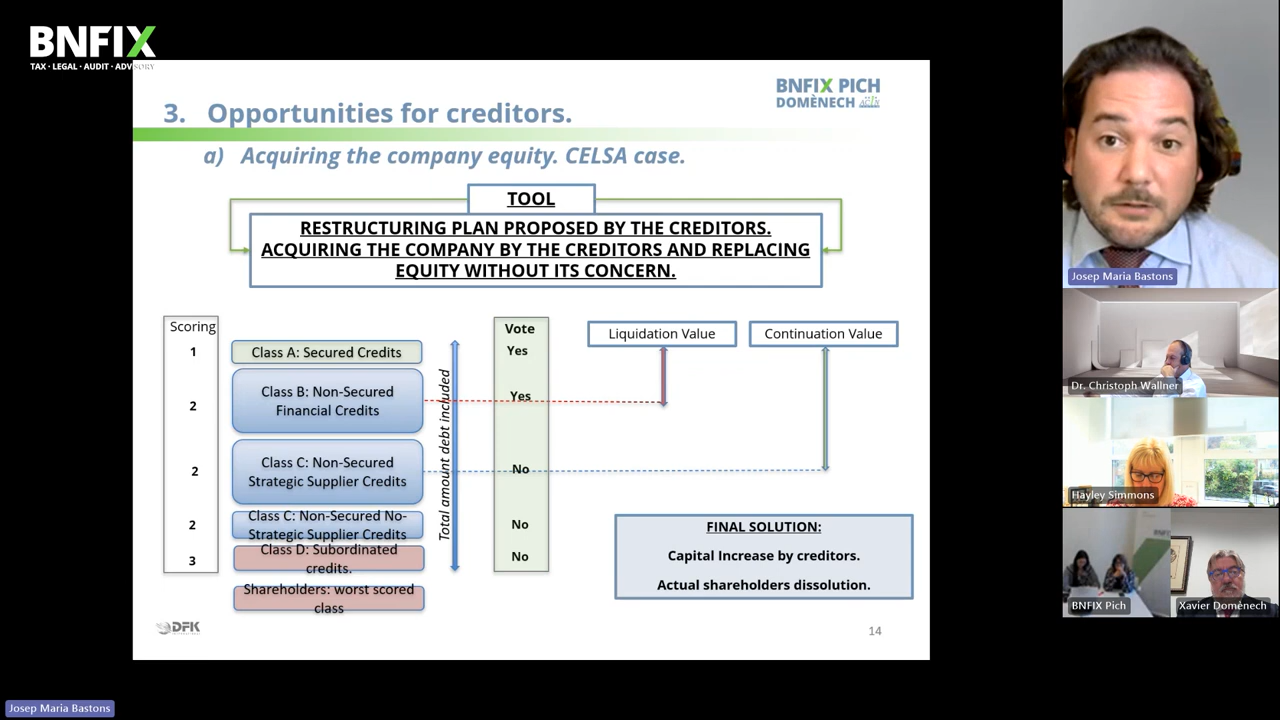 BNFIX
TAX · LEGAL · AUDIT · ADVISORY
BNFIX PICH
DOMÈNECH
3. Opportunities for creditors.
a) Acquiring the company equity. CELSA case.
TOOL
RESTRUCTURING PLAN PROPOSED BY THE CREDITORS.
ACQUIRING THE COMPANY BY THE CREDITORS AND REPLACING
EQUITY WITHOUT ITS CONCERN.
Scoring
1
2
2
2
3
Class A: Secured Credits
Class B: Non-Secured
Financial Credits
Class C: Non-Secured
Strategic Supplier Credits
Class C: Non-Secured No-
Strategic Supplier Credits
Class D: Subordinated
credits.
Shareholders: worst scored
class
Total amount debt included
Vote
Yes
Yes
No
No
No
Liquidation Value
Continuation Value
FINAL SOLUTION:
Capital Increase by creditors.
Actual shareholders dissolution.
DFK
14
Josep Maria Bastons
Dr. Christoph Wallner
Hayley Simmons
BNFIX Pich
Xavier Domènech
Josep Maria Bastons